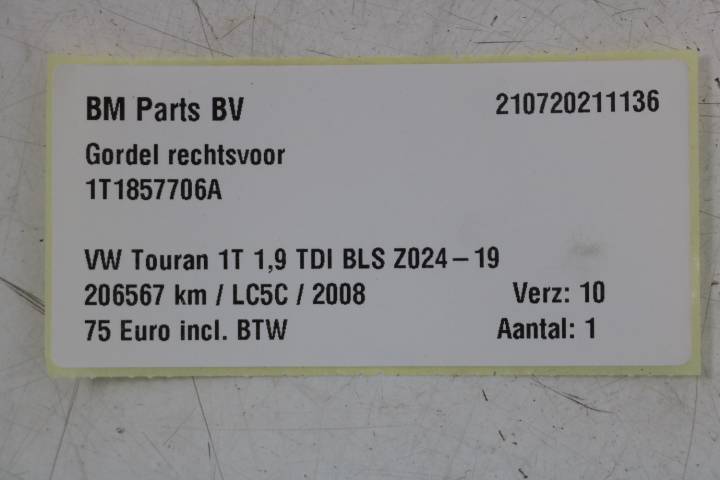 BM Parts BV 210720211136
Gordel rechtsvoor
1T1857706A
VW Touran 1T 1,9 TDI BLS Z024-19
206567 km / LC5C / 2008 Verz: 10
75 Euro incl. BTW Aantal: 1